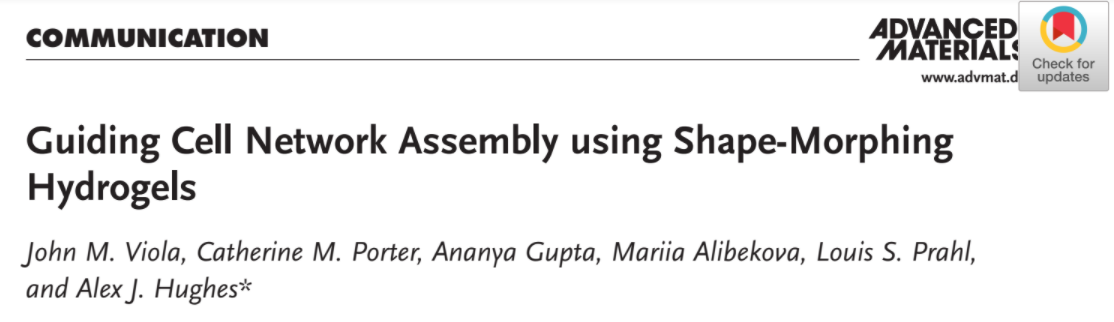 COMMUNICATION
ADVANCED
MATERIALS
www.advmat.d
Check for
updates
Guiding Cell Network Assembly using Shape-Morphing
Hydrogels
John M. Viola, Catherine M. Porter, Ananya Gupta, Mariia Alibekova, Louis S. Prahl,
and Alex J. Hughes*